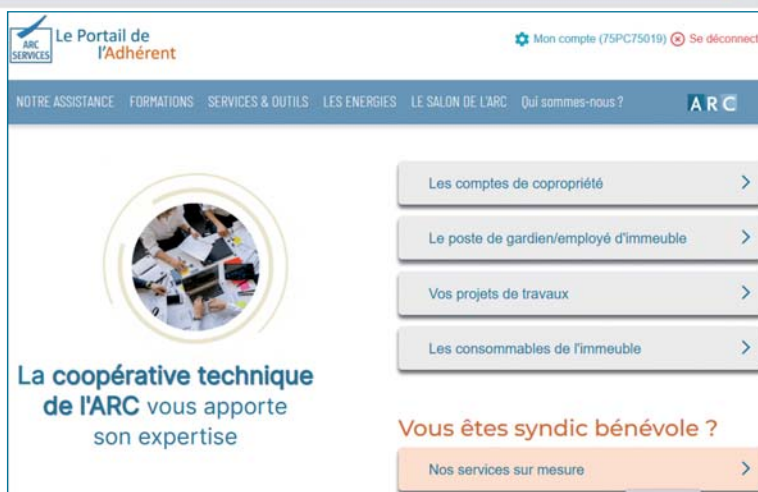 ARC
SERVICES
Le Portail de
l'Adhérent
Mon compte (75PC75019) Se déconnect
NOTRE ASSISTANCE FORMATIONS SERVICES & OUTILS LES ENERGIES LE SALON DE L'ARC Qui sommes-nous ? ARC
La coopérative technique
de l'ARC vous apporte
son expertise
Les comptes de copropriété
Le poste de gardien/employé d'immeuble
Vos projets de travaux
Les consommables de l'immeuble
Vous êtes syndic bénévole ?
Nos services sur mesure